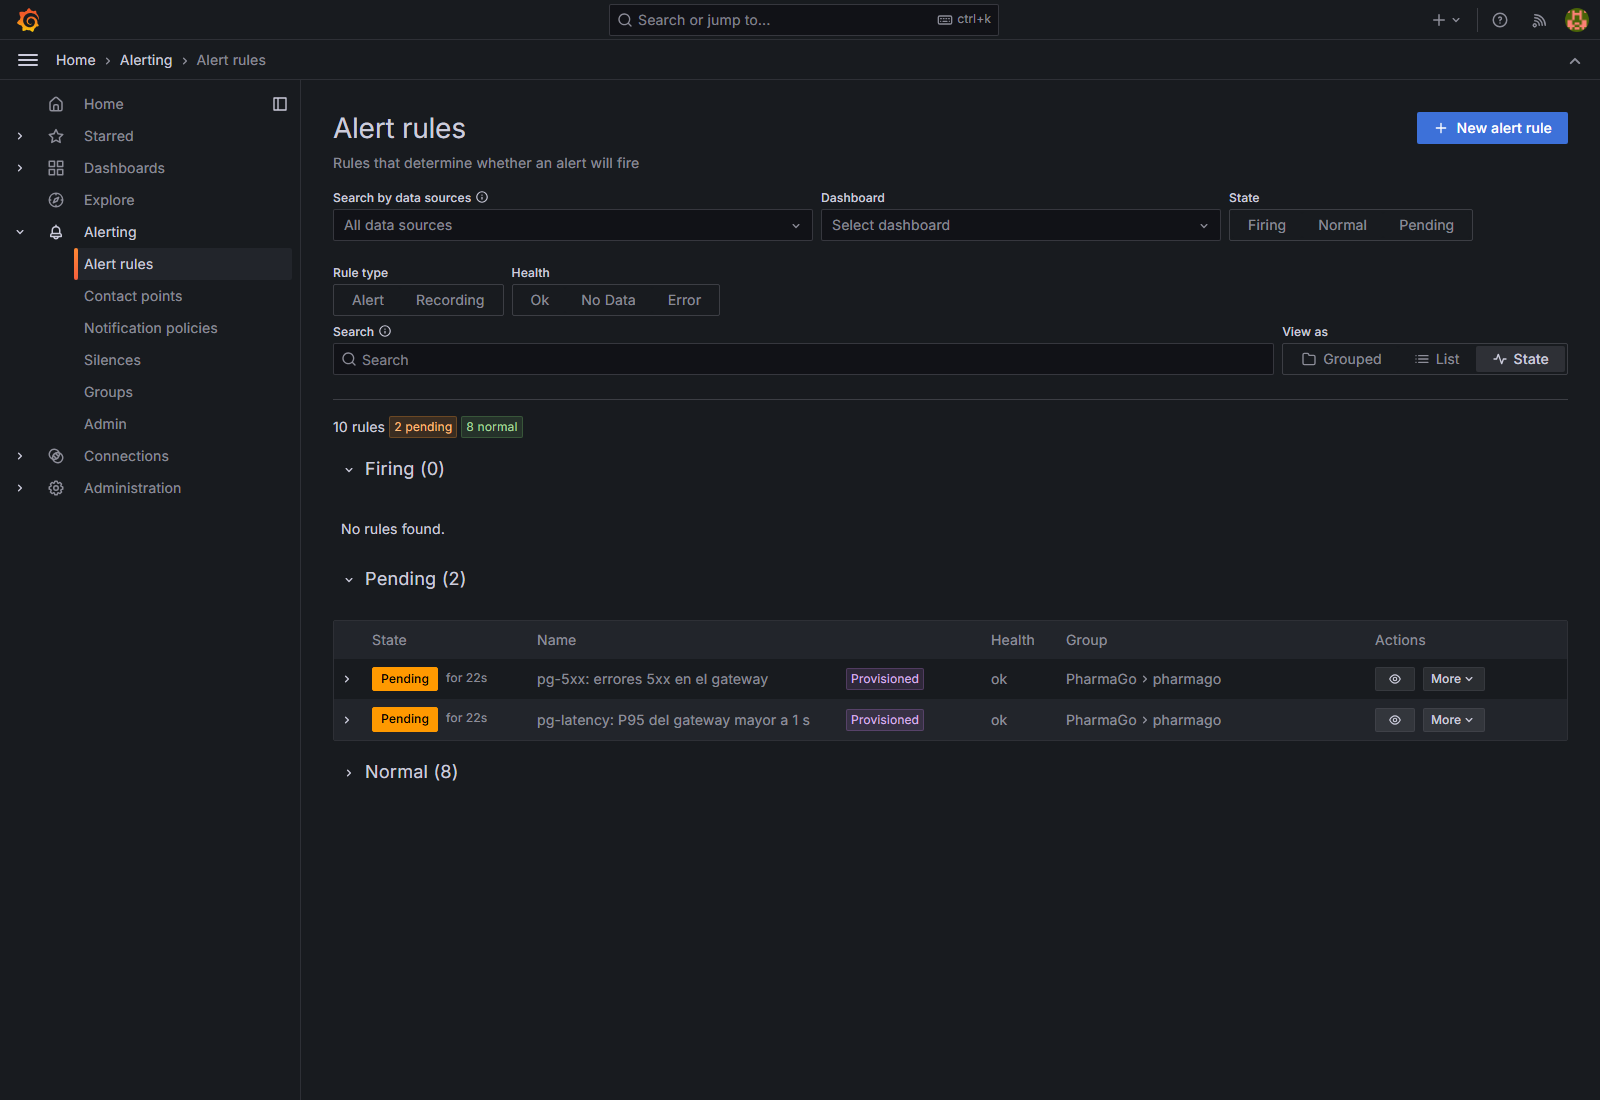 Search or jump to...
ctrl+k
Home › Alerting › Alert rules
Home
Starred
Dashboards
Explore
Alerting
Alert rules
Contact points
Notification policies
Silences
Groups
Admin
Connections
Administration
Alert rules
New alert rule
Rules that determine whether an alert will fire
Search by data sources
Dashboard
State
All data sources
Select dashboard
Firing Normal Pending
Rule type
Health
Alert Recording
Ok No Data Error
Search
View as
Search
Grouped List State
10 rules 2 pending 8 normal
Firing (0)
No rules found.
Pending (2)
State Name Health Group Actions
Pending for 22s pg-5xx: errores 5xx en el gateway Provisioned ok PharmaGo › pharmago More
Pending for 22s pg-latency: P95 del gateway mayor a 1 s Provisioned ok PharmaGo › pharmago More
Normal (8)